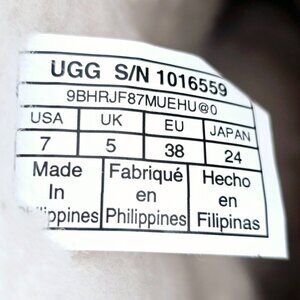 UGG S/N 1016559
9BHRJF87MUEHU@0
USA UK EU JAPAN
7 5 38 24
Made Fabriqué Hecho
In en en
ilippines Philippines Filipinas